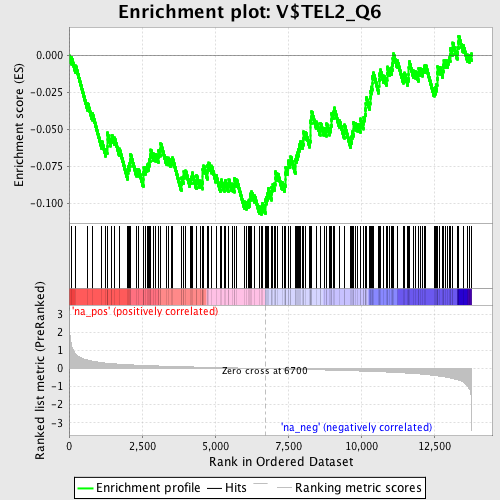 Enrichment plot: V$TEL2_Q6
Enrichment score (ES)
0.000
-0.025
-0.050
-0.075
-0.100
'na_pos' (positively correlated)
Ranked list metric (PreRanked)
3
2
1
0
-1
-2
-3
Zero cross at 6700
'na_neg' (negatively correlated)
0
2,500
5,000
7,500
10,000
12,500
Rank in Ordered Dataset
Enrichment profile
Hits
Ranking metric scores